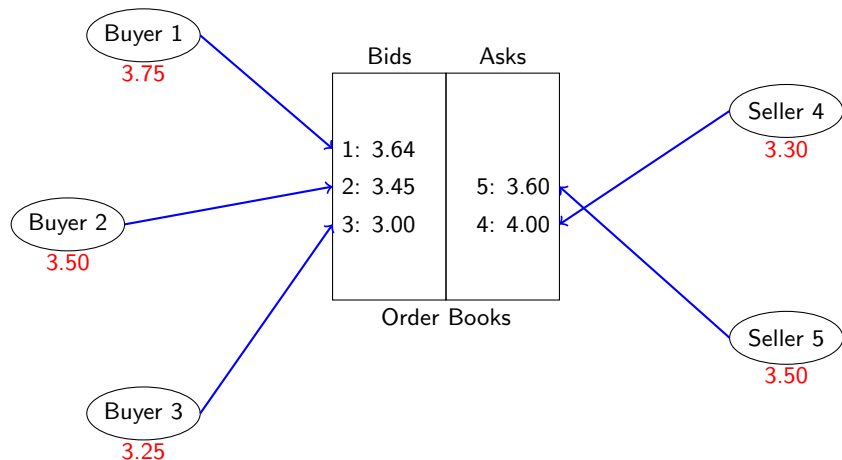 Buyer 1
3.75
Buyer 2
3.50
Buyer 3
3.25
Bids Asks
1: 3.64
2: 3.45 5: 3.60
3: 3.00 4: 4.00
Order Books
Seller 4
3.30
Seller 5
3.50